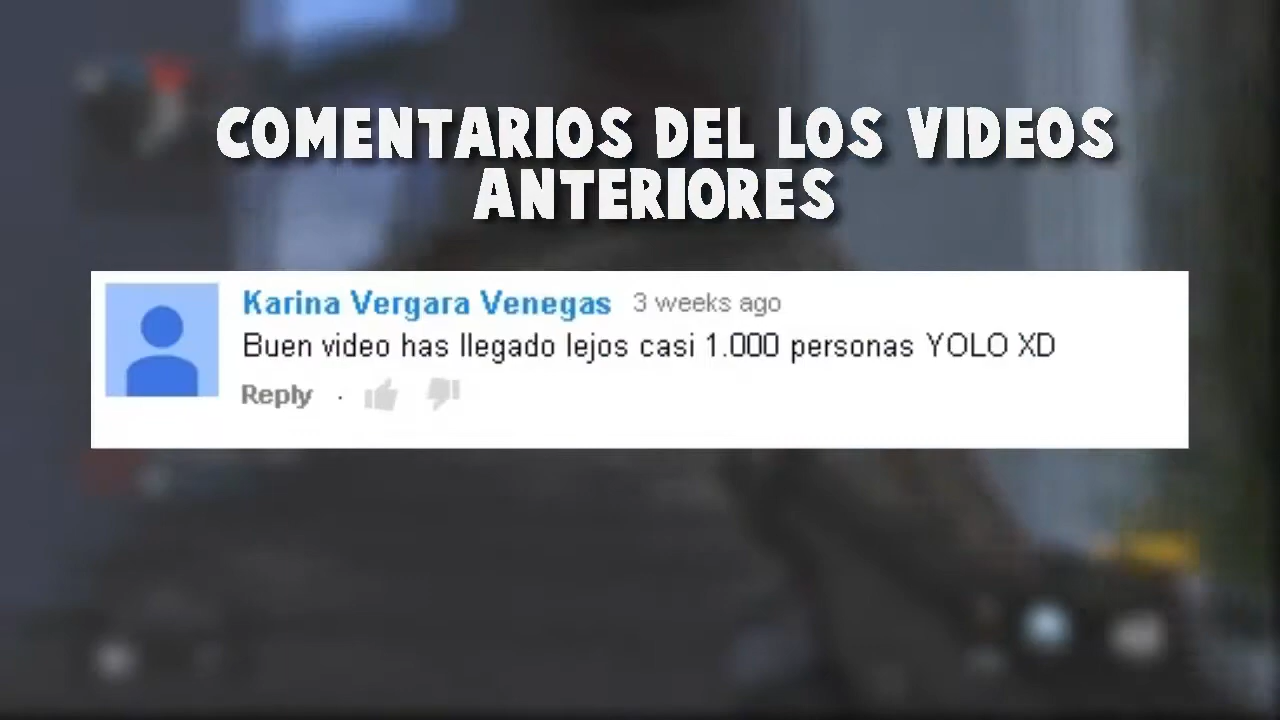 COMENTARIOS DEL LOS VIDEOS
ANTERIORES
Karina Vergara Venegas 3 weeks ago
Buen video has llegado lejos casi 1.000 personas YOLO XD
Reply ·